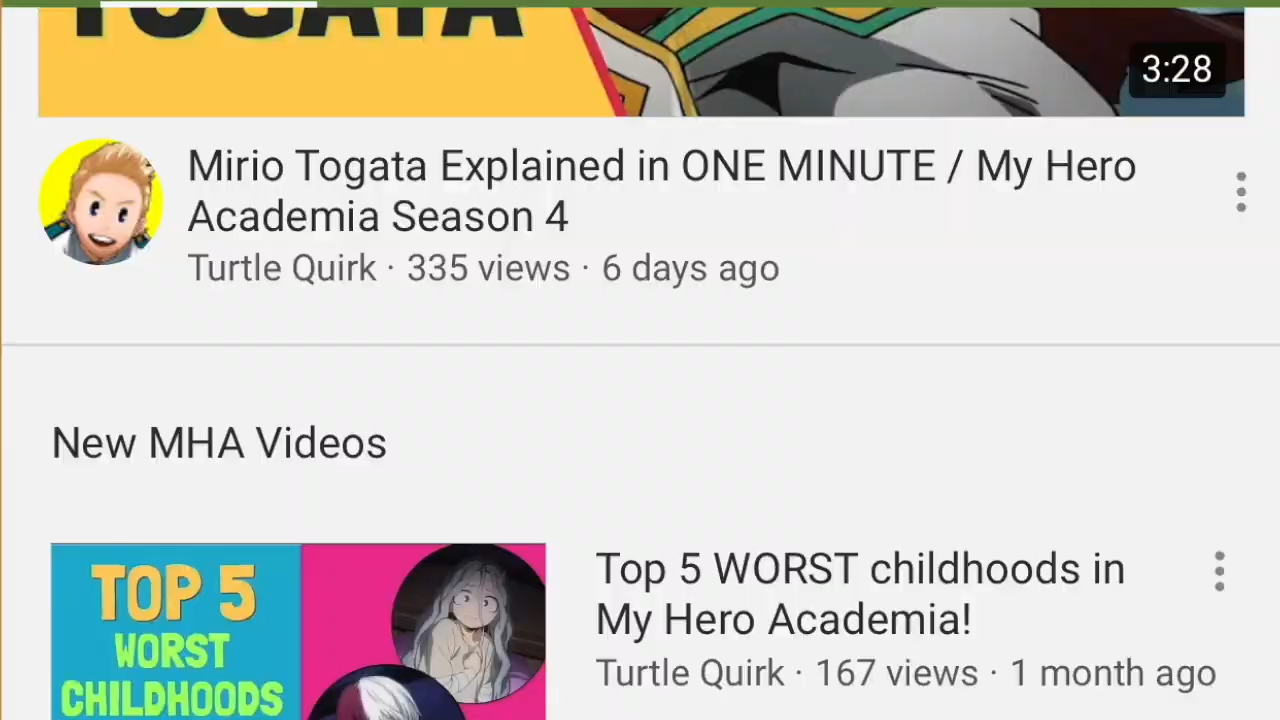 TOGATA
3:28
Mirio Togata Explained in ONE MINUTE / My Hero
Academia Season 4
Turtle Quirk · 335 views · 6 days ago
New MHA Videos
TOP 5
WORST
CHILDHOODS
Top 5 WORST childhoods in
My Hero Academia!
Turtle Quirk · 167 views · 1 month ago